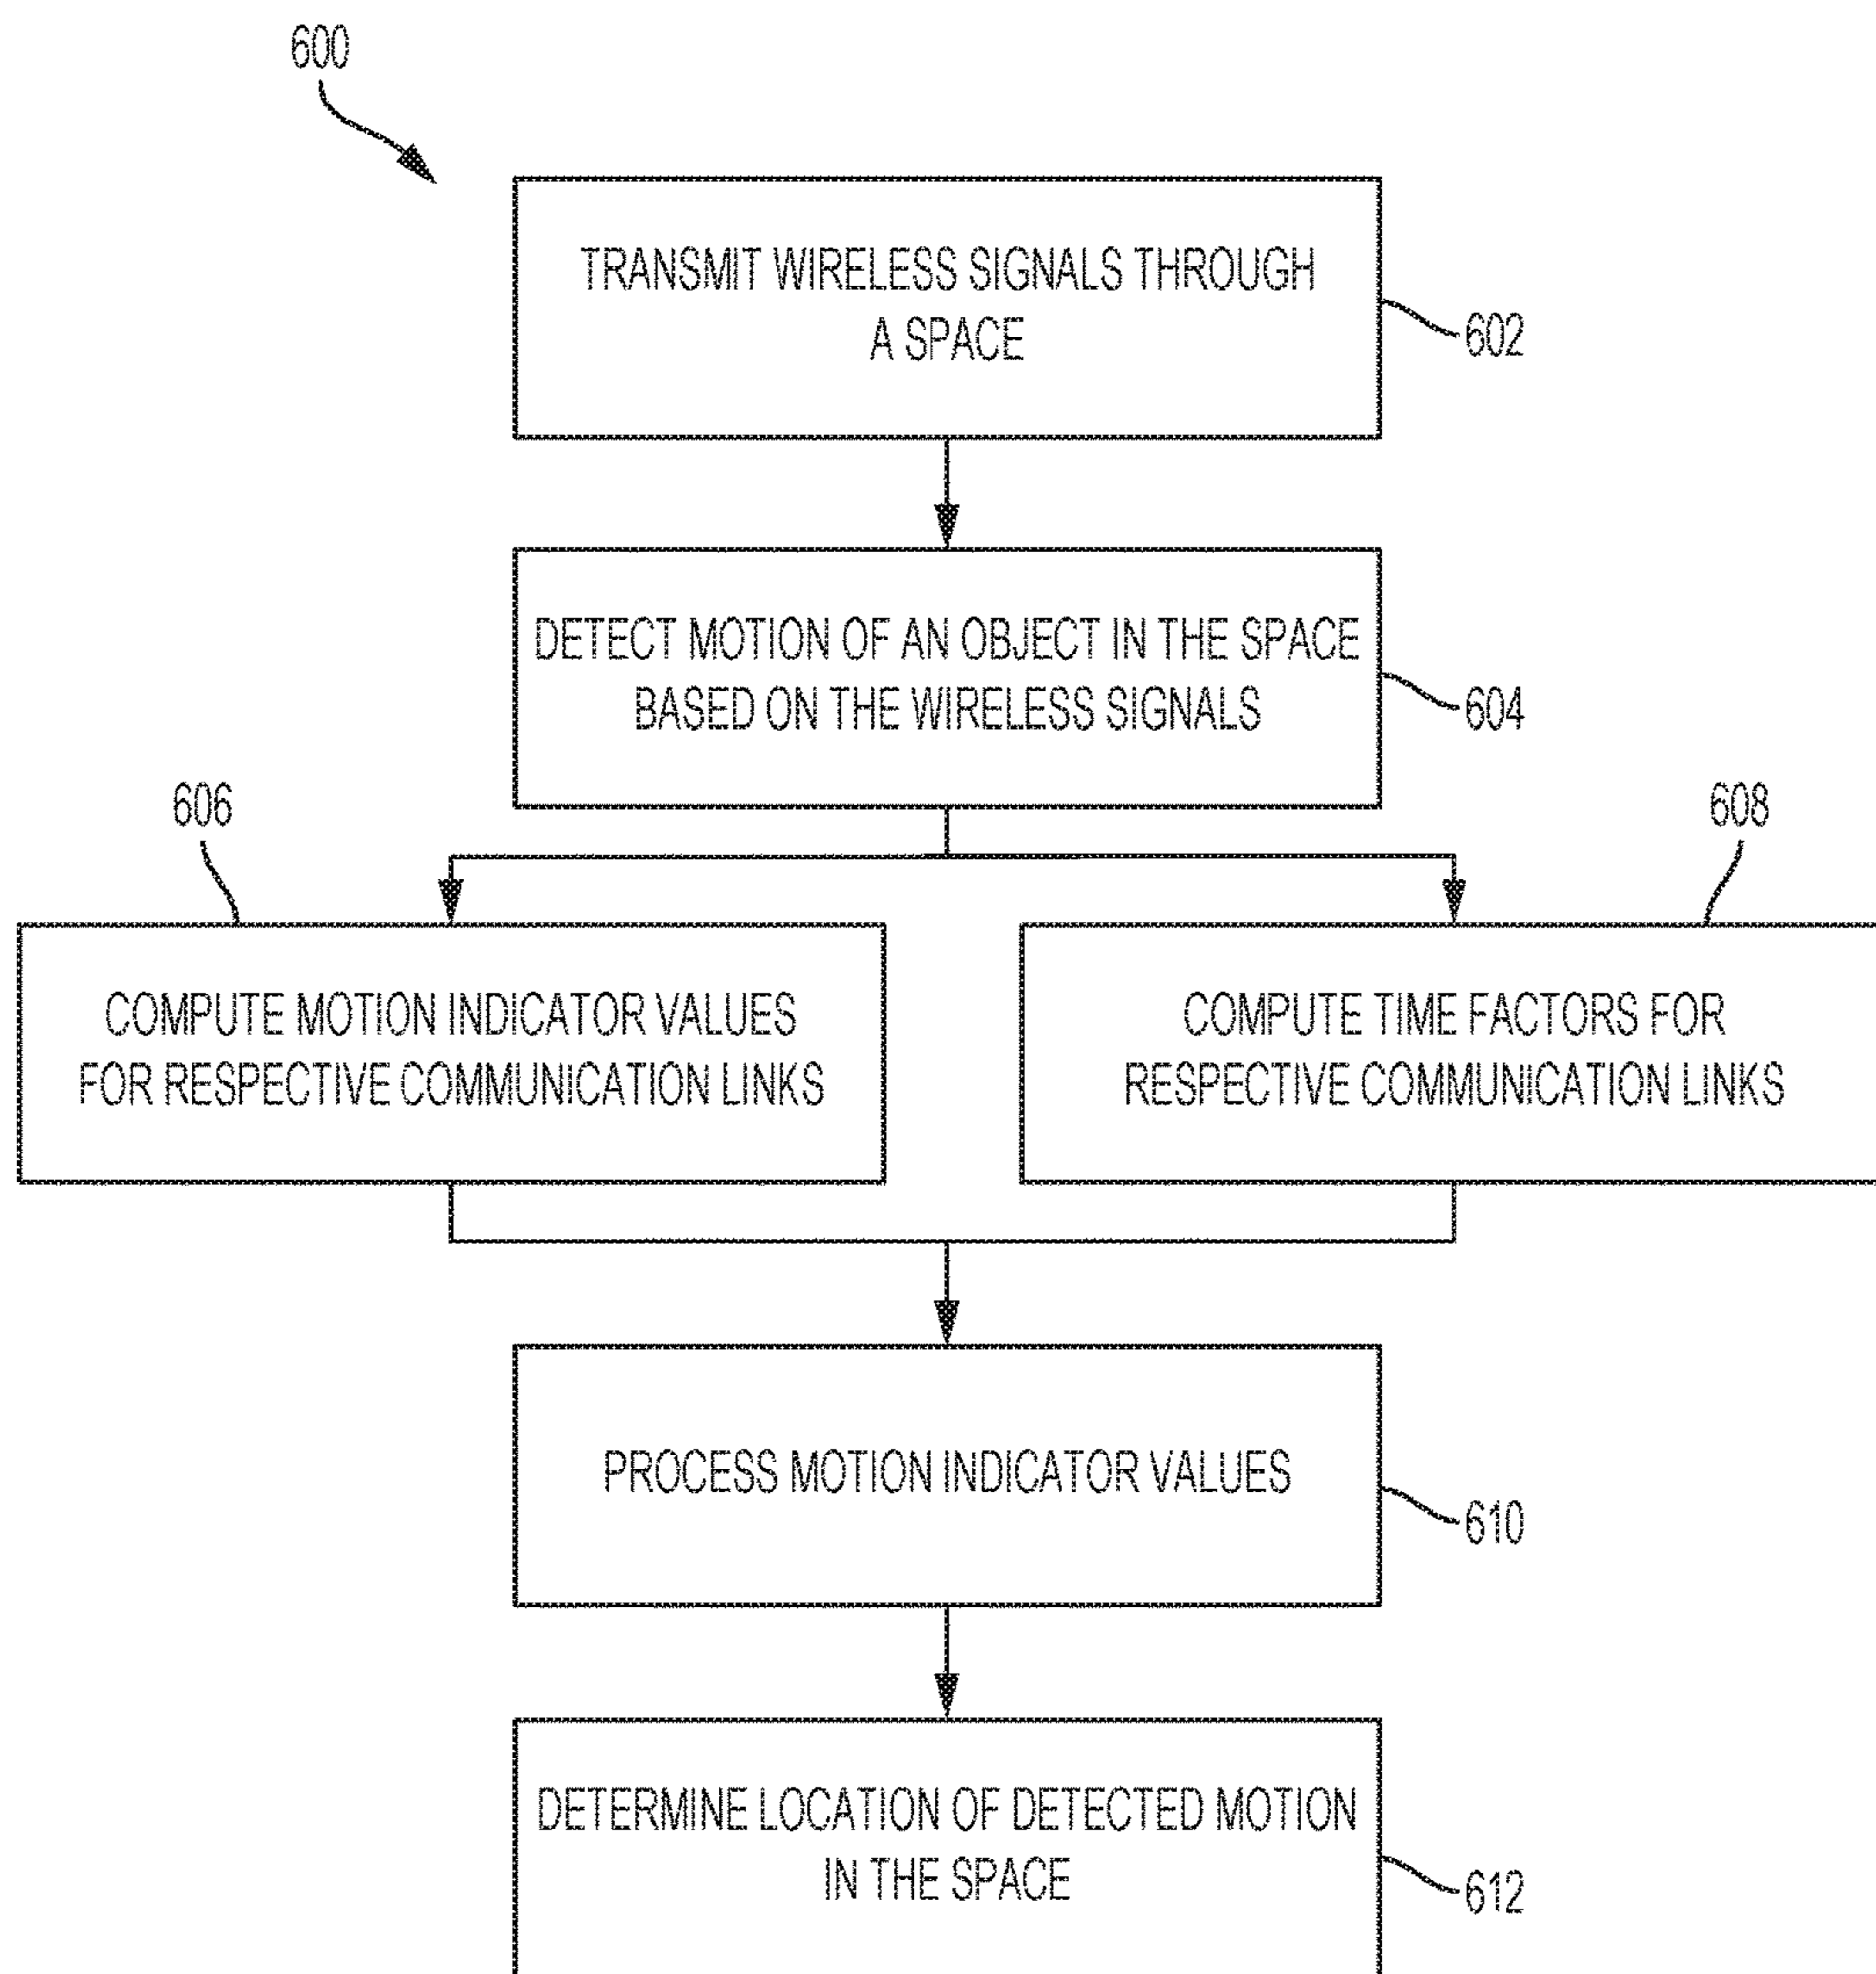 600
TRANSMIT WIRELESS SIGNALS THROUGH
A SPACE
602
DETECT MOTION OF AN OBJECT IN THE SPACE
BASED ON THE WIRELESS SIGNALS
604
606
608
COMPUTE MOTION INDICATOR VALUES
FOR RESPECTIVE COMMUNICATION LINKS
COMPUTE TIME FACTORS FOR
RESPECTIVE COMMUNICATION LINKS
PROCESS MOTION INDICATOR VALUES
610
DETERMINE LOCATION OF DETECTED MOTION
IN THE SPACE
612